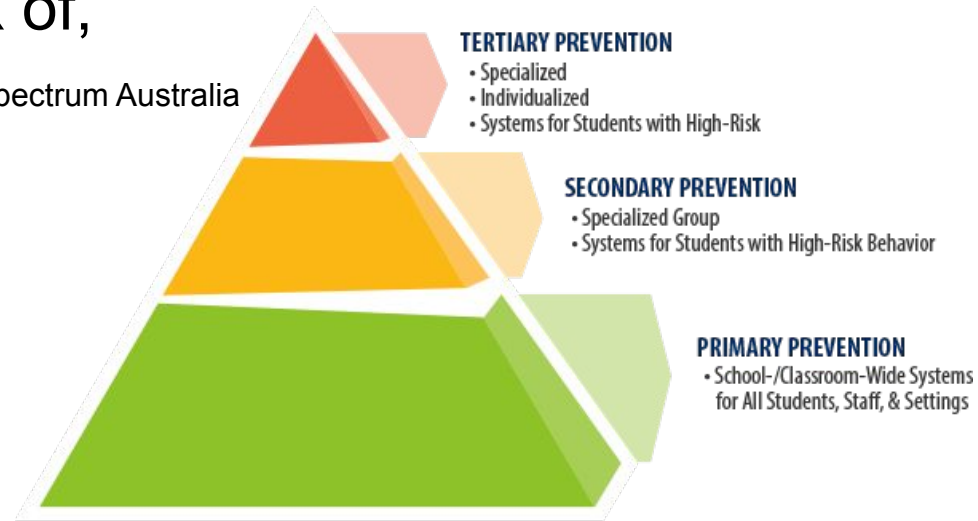 of,
pectrum Australia
TERTIARY PREVENTION
• Specialized
• Individualized
• Systems for Students with High-Risk
SECONDARY PREVENTION
• Specialized Group
• Systems for Students with High-Risk Behavior
PRIMARY PREVENTION
• School-/Classroom-Wide Systems
for All Students, Staff, & Settings